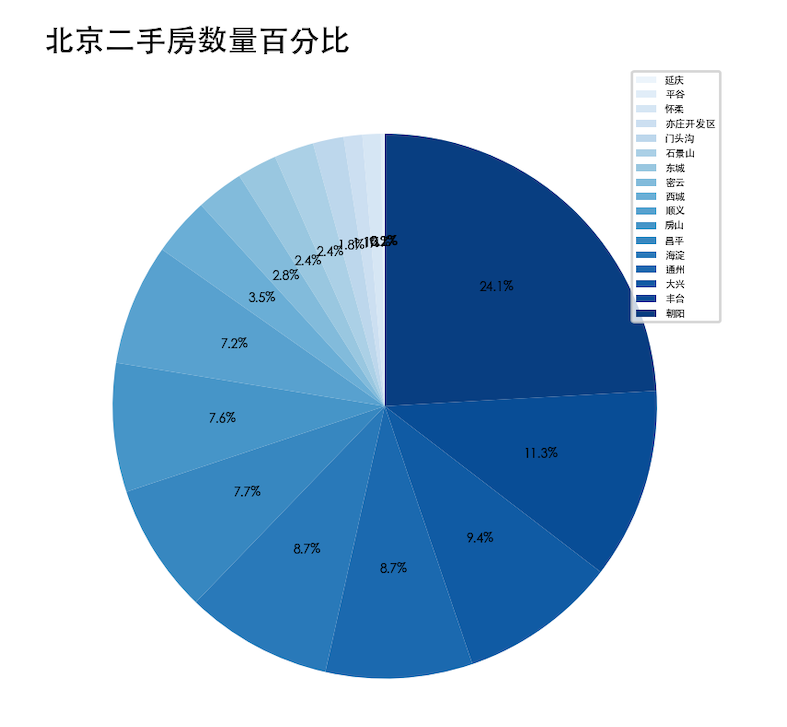 北京二手房数量百分比
延庆
平谷
怀柔
亦庄开发区
门头沟
石景山
东城
密云
西城
顺义
房山
昌平
海淀
通州
大兴
丰台
朝阳
24.1%
11.3%
9.4%
8.7%
8.7%
7.7%
7.6%
7.2%
3.5%
2.8%
2.4%
2.4%
1.8%